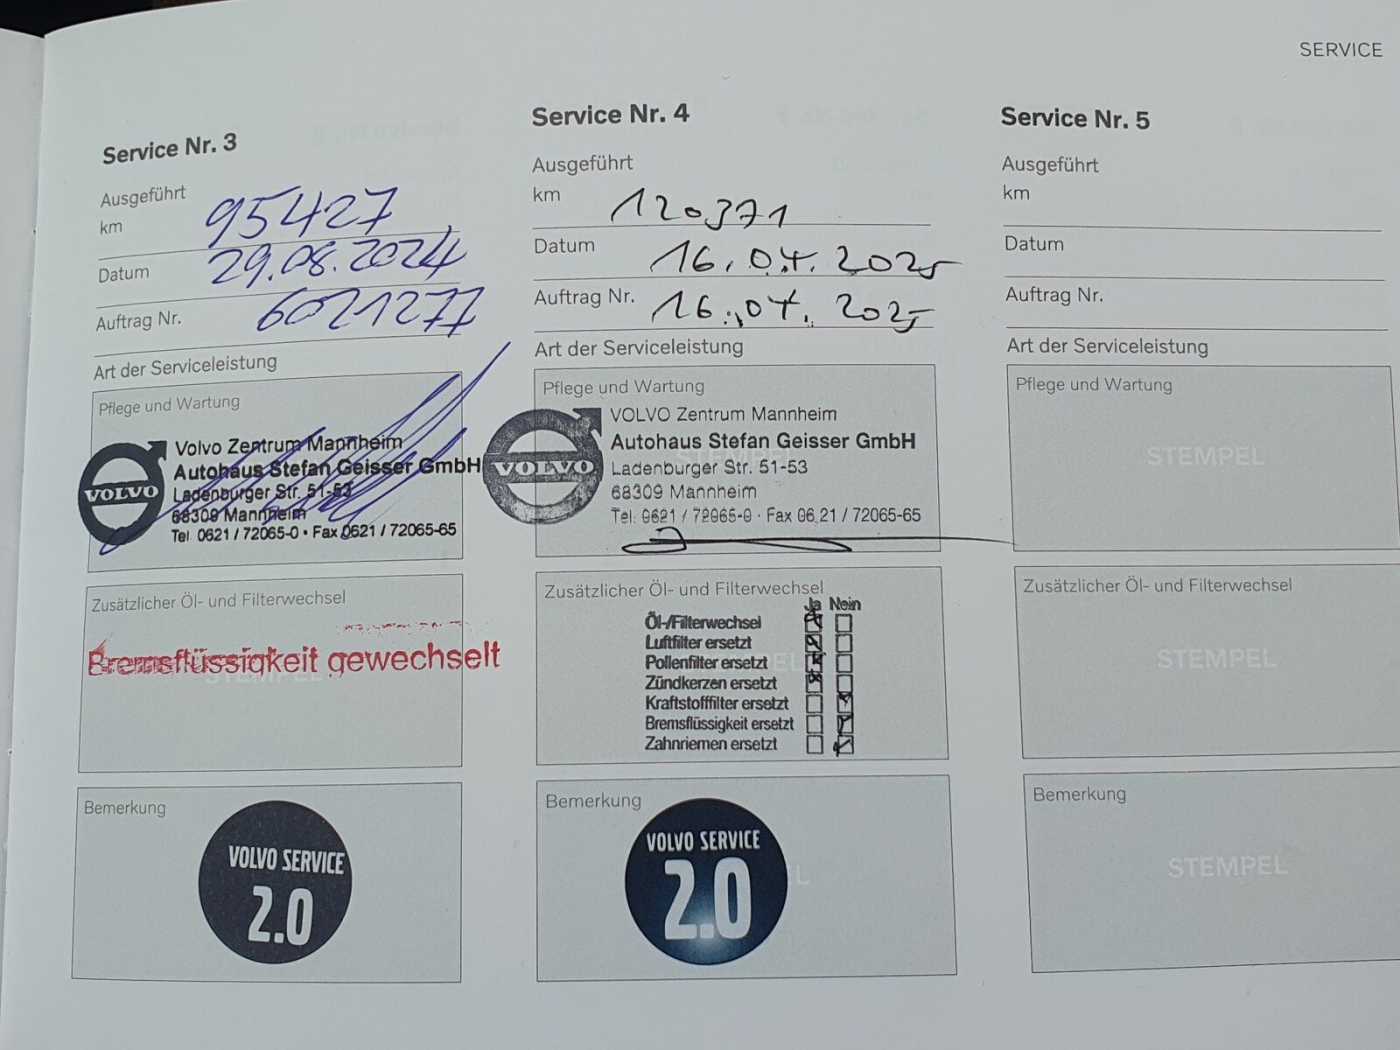 SERVICE
Service Nr. 3
Ausgeführt
km 95427
Datum 29.08.2024
Auftrag Nr. 6021277
Art der Serviceleistung
Pflege und Wartung
VOLVO
Volvo Zentrum Mannheim
Autohaus Stefan Geisser GmbH
Ladenburger Str. 51-53
68309 Mannheim
Tel. 0621 / 72065-0 • Fax 0621 / 72065-65
Zusätzlicher Öl- und Filterwechsel
Bremsflüssigkeit gewechselt
Bemerkung
VOLVO SERVICE
2.0
Service Nr. 4
Ausgeführt
km 120371
Datum 16.04.2025
Auftrag Nr. 16.04.2025
Art der Serviceleistung
Pflege und Wartung
VOLVO
VOLVO Zentrum Mannheim
Autohaus Stefan Geisser GmbH
Ladenburger Str. 51-53
68309 Mannheim
Tel. 0621 / 72065-0 · Fax 06 21 / 72065-65
Zusätzlicher Öl- und Filterwechsel
Ja Nein
Öl-/Filterwechsel
Luftfilter ersetzt
Pollenfilter ersetzt
Zündkerzen ersetzt
Kraftstofffilter ersetzt
Bremsflüssigkeit ersetzt
Zahnriemen ersetzt
Bemerkung
VOLVO SERVICE
2.0
Service Nr. 5
Ausgeführt
km
Datum
Auftrag Nr.
Art der Serviceleistung
Pflege und Wartung
STEMPEL
Zusätzlicher Öl- und Filterwechsel
STEMPEL
Bemerkung
STEMPEL